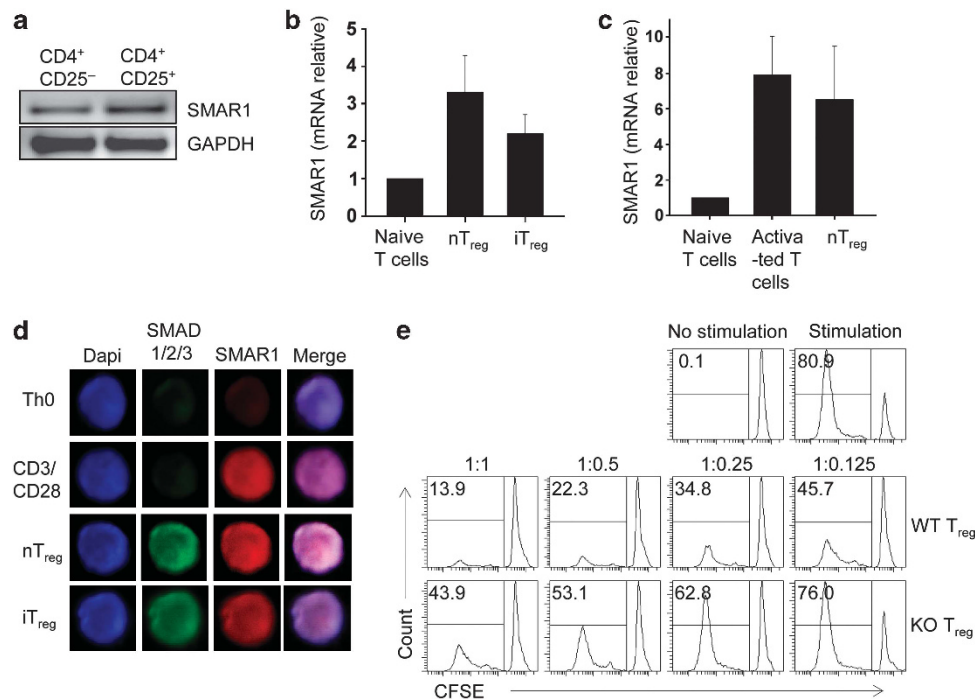 a
CD4+ CD4+
CD25− CD25+
SMAR1
GAPDH
b
SMAR1 (mRNA relative)
5
4
3
2
1
0
Naive T cells
nTreg
iTreg
c
SMAR1 (mRNA relative)
10
8
6
4
2
0
Naive T cells
Activa -ted T cells
nTreg
d
SMAD
Dapi 1/2/3 SMAR1 Merge
Th0
CD3/
CD28
nTreg
iTreg
e
No stimulation Stimulation
0.1 80.9
1:1 1:0.5 1:0.25 1:0.125
13.9 22.3 34.8 45.7
WT Treg
43.9 53.1 62.8 76.0
KO Treg
Count
CFSE